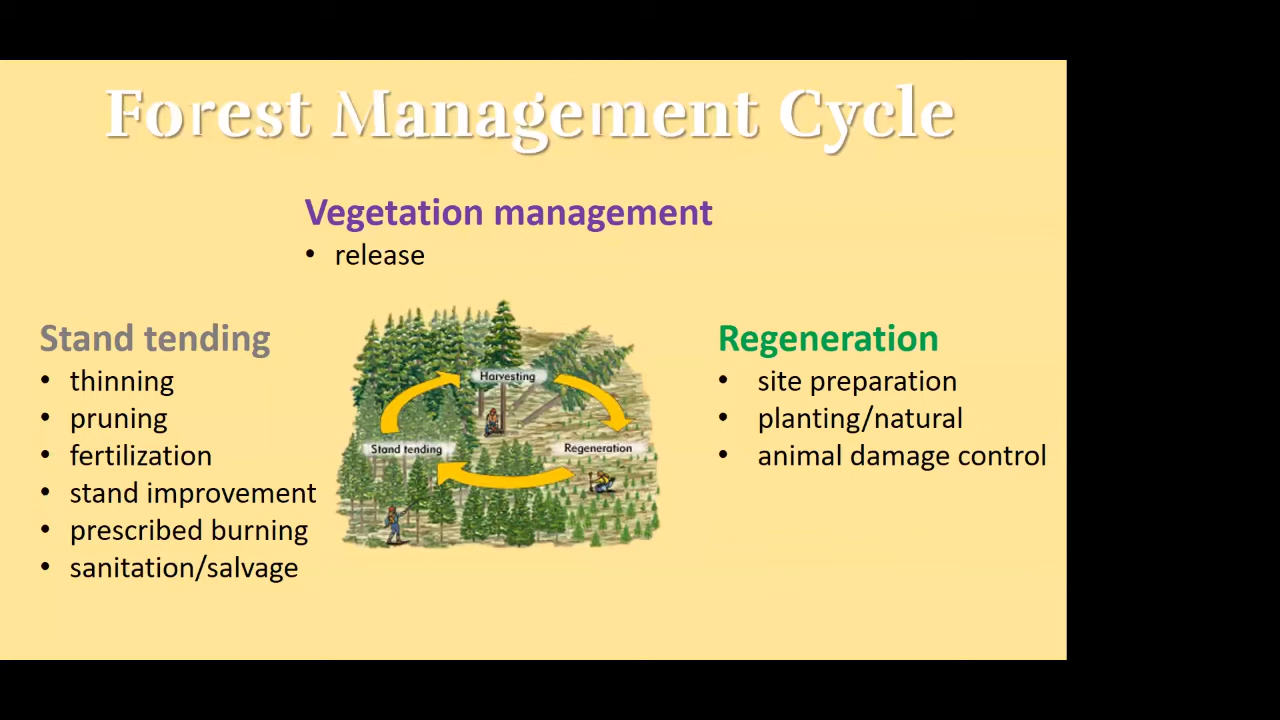 Forest Management Cycle
Vegetation management
• release
Stand tending
• thinning
• pruning
• fertilization
• stand improvement
• prescribed burning
• sanitation/salvage
Harvesting
Stand tending
Regeneration
Regeneration
• site preparation
• planting/natural
• animal damage control